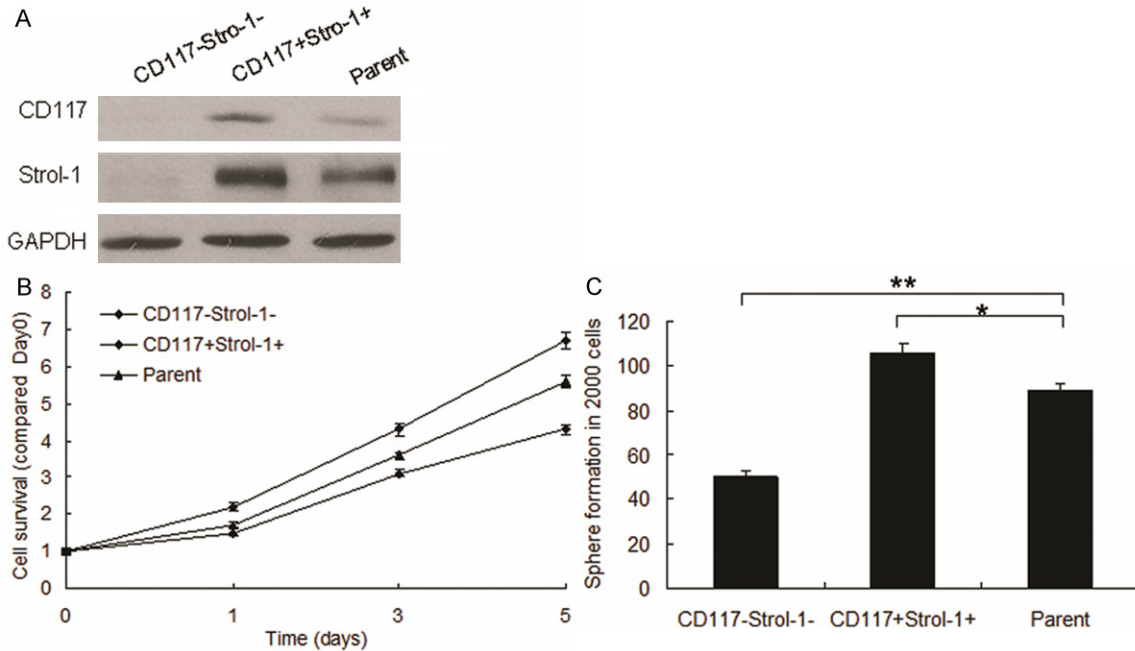 A
CD117-Stro-1-
CD117+Stro-1+
Parent
CD117
Strol-1
GAPDH
B
Cell survival (compared Day0)
8
7
6
5
4
3
2
1
0
CD117-Strol-1-
CD117+Strol-1+
Parent
0
1
3
5
Time (days)
C
**
*
Sphere formation in 2000 cells
120
100
80
60
40
20
0
CD117-Strol-1-
CD117+Strol-1+
Parent